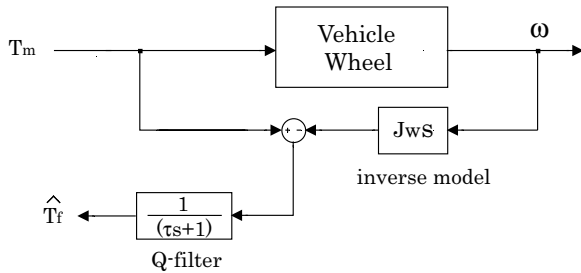 Tm
Vehicle
Wheel
ω
+ -
Jws
inverse model
T̂f
1
(τs+1)
Q-filter